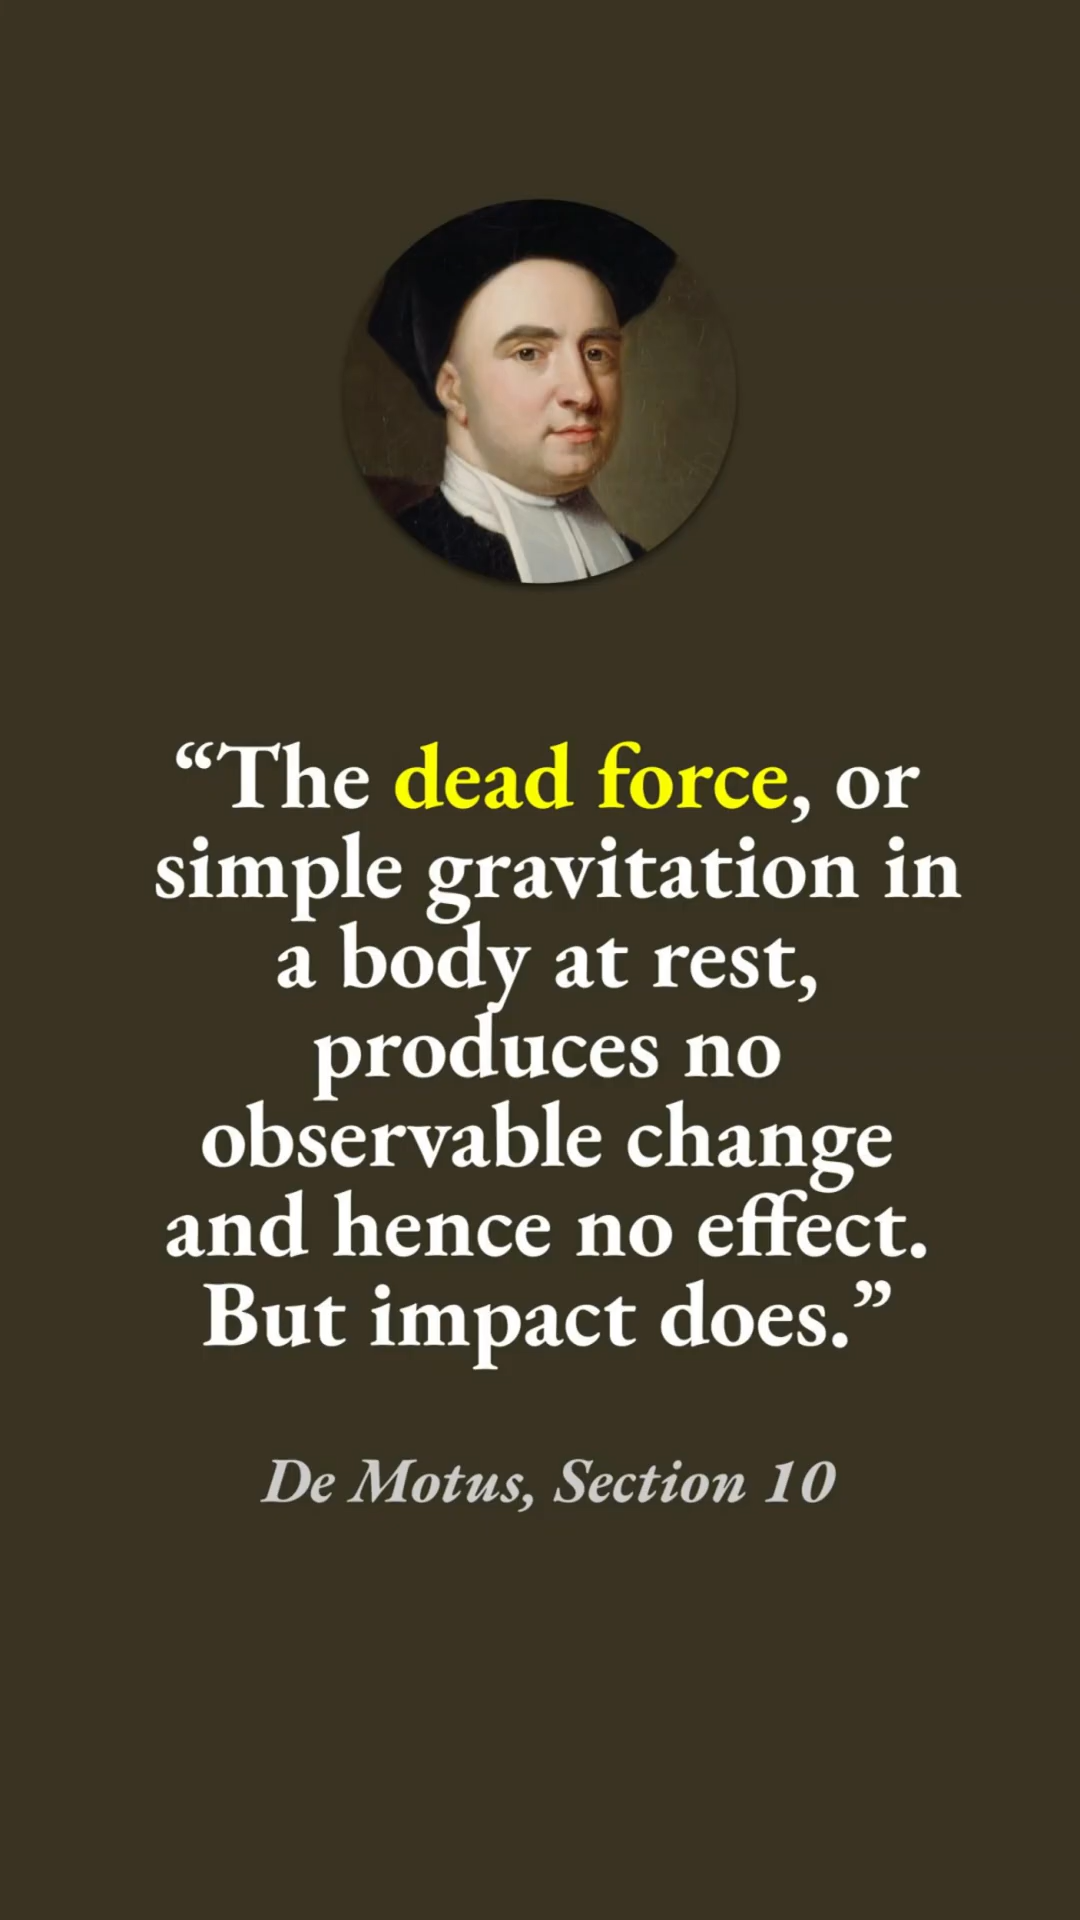 “The dead force, or
simple gravitation in
a body at rest,
produces no
observable change
and hence no effect.
But impact does.”
De Motus, Section 10